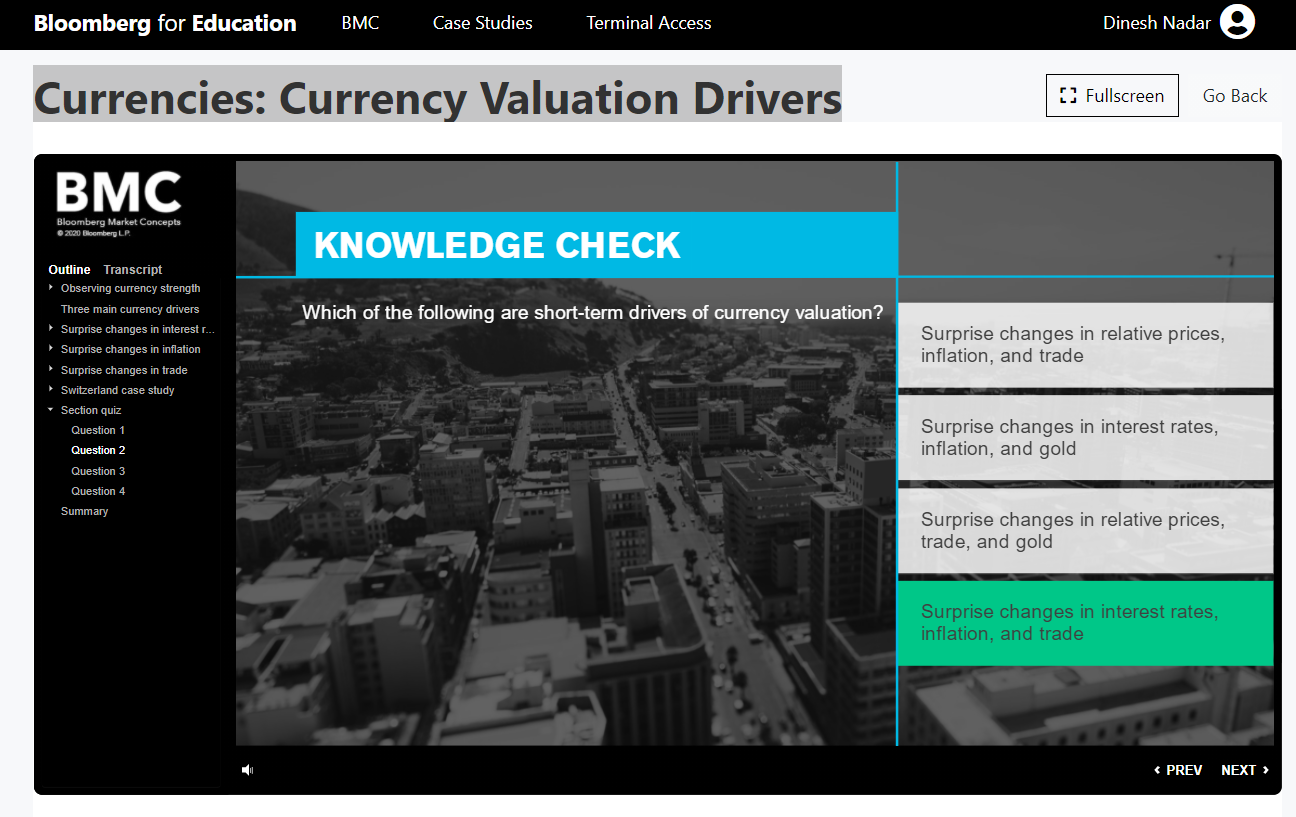 Bloomberg for Education BMC Case Studies Terminal Access Dinesh Nadar
Currencies: Currency Valuation Drivers
Fullscreen Go Back
BMC
Bloomberg Market Concepts
© 2020 Bloomberg L.P.
Outline Transcript
Observing currency strength
Three main currency drivers
Surprise changes in interest r...
Surprise changes in inflation
Surprise changes in trade
Switzerland case study
Section quiz
Question 1
Question 2
Question 3
Question 4
Summary
KNOWLEDGE CHECK
Which of the following are short-term drivers of currency valuation?
Surprise changes in relative prices,
inflation, and trade
Surprise changes in interest rates,
inflation, and gold
Surprise changes in relative prices,
trade, and gold
Surprise changes in interest rates,
inflation, and trade
PREV NEXT